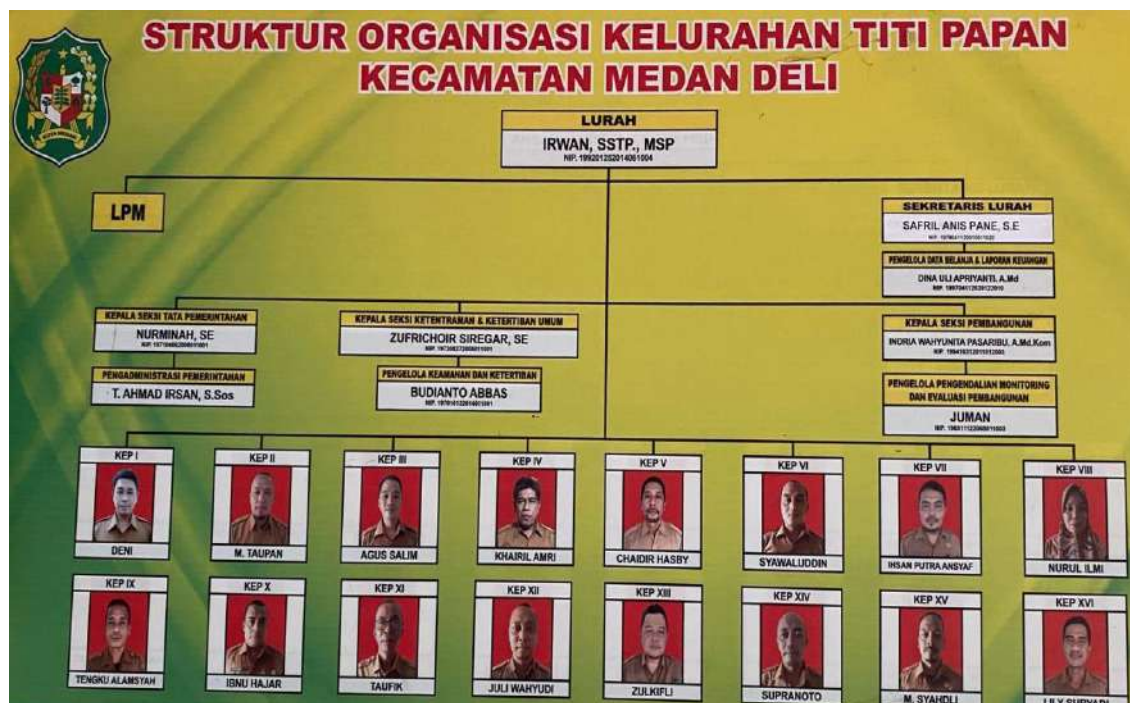 STRUKTUR ORGANISASI KELURAHAN TITI PAPAN
KECAMATAN MEDAN DELI
LURAH
IRWAN, SSTP., MSP
NIP. 199201252014061004
LPM
SEKRETARIS LURAH
SAFRIL ANIS PANE, S.E
PENGELOLA DATA BELANJA & LAPORAN KEUANGAN
DINA ULI APRIYANTI. A.Md
KEPALA SEKSI TATA PEMERINTAHAN
NURMINAH, SE
KEPALA SEKSI KETENTRAMAN & KETERTIBAN UMUM
ZUFRICHOIR SIREGAR, SE
KEPALA SEKSI PEMBANGUNAN
INDRIA WAHYUNITA PASARIBU. A.Md.Kom
PENGADMINISTRASI PEMERINTAHAN
T. AHMAD IRSAN, S.Sos
PENGELOLA KEAMANAN DAN KETERTIBAN
BUDIANTO ABBAS
PENGELOLA PENGENDALIAN MONITORING
DAN EVALUASI PEMBANGUNAN
JUMAN
KEP I
DENI
KEP II
M. TAUPAN
KEP III
AGUS SALIM
KEP IV
KHAIRIL AMRI
KEP V
CHAIDIR HASBY
KEP VI
SYAWALUDDIN
KEP VII
IHSAN PUTRA ANSYAF
KEP VIII
NURUL ILMI
KEP IX
TENGKU ALAMSYAH
KEP X
IBNU HAJAR
KEP XI
TAUFIK
KEP XII
JULI WAHYUDI
KEP XIII
ZULKIFLI
KEP XIV
SUPRANOTO
KEP XV
M. SYAHDLI
KEP XVI